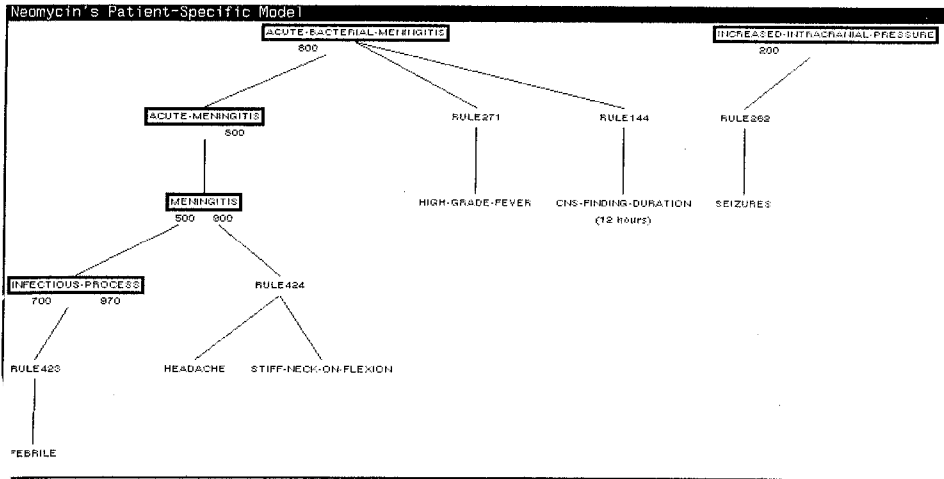 Neomycin's Patient-Specific Model
ACUTE-BACTERIAL-MENINGITIS
INCREASED-INTRACRANIAL-PRESSURE
800
200
ACUTE-MENINGITIS
RULE271
RULE144
RULE262
500
MENINGITIS
HIGH-GRADE-FEVER
CNS-FINDING-DURATION
SEIZURES
500 900
(12 hours)
INFECTIOUS-PROCESS
RULE424
700 970
RULE423
HEADACHE
STIFF-NECK-ON-FLEXION
FEBRILE